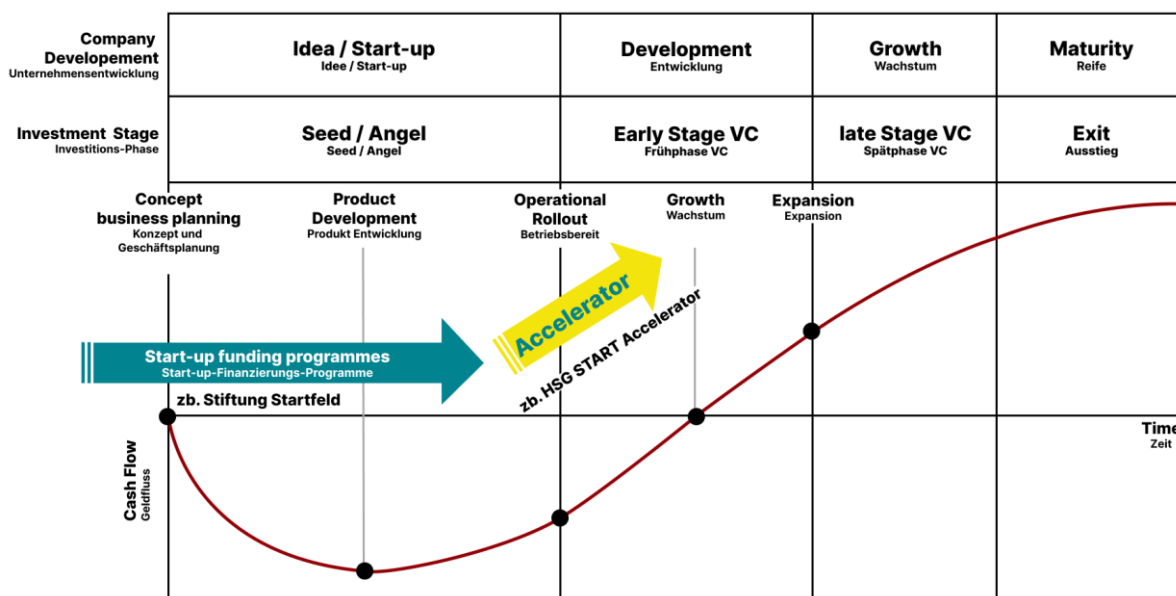 Company
Developement
Unternehmensentwicklung
Idea / Start-up
Idee / Start-up
Development
Entwicklung
Growth
Wachstum
Maturity
Reife
Investment Stage
Investitions-Phase
Seed / Angel
Seed / Angel
Early Stage VC
Frühphase VC
late Stage VC
Spätphase VC
Exit
Ausstieg
Concept
business planning
Konzept und
Geschäftsplanung
Product
Development
Produkt Entwicklung
Operational
Rollout
Betriebsbereit
Growth
Wachstum
Expansion
Expansion
Accelerator
zb. HSG START Accelerator
Start-up funding programmes
Start-up-Finanzierungs-Programme
zb. Stiftung Startfeld
Time
Zeit
Cash Flow
Geldfluss